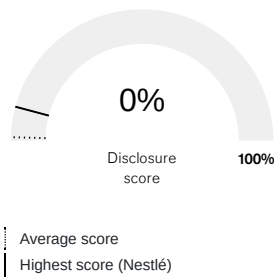 0%
Disclosure
score
100%
Average score
Highest score (Nestlé)